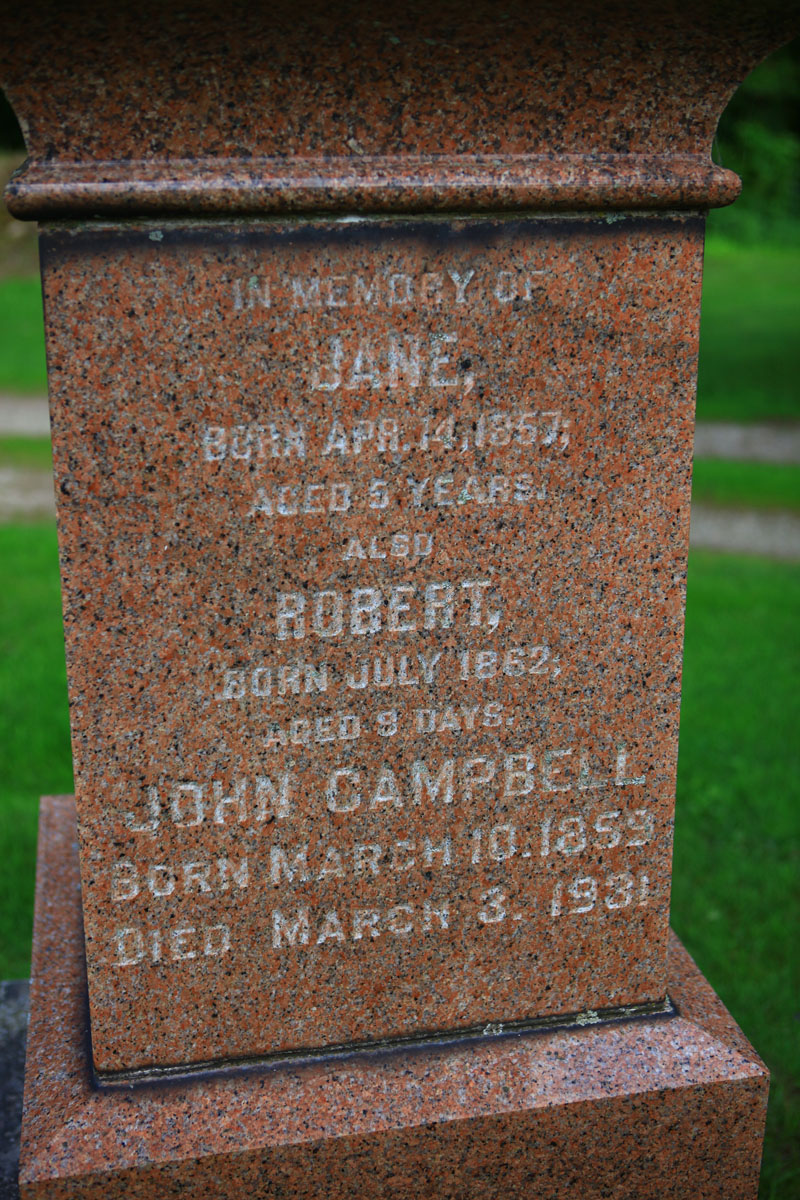 IN MEMORY OF
JANE,
BORN APR. 14, 1857;
AGED 5 YEARS.
ALSO
ROBERT,
BORN JULY 1862;
AGED 9 DAYS.
JOHN CAMPBELL
BORN MARCH 10. 1859
DIED MARCH 3. 1931.